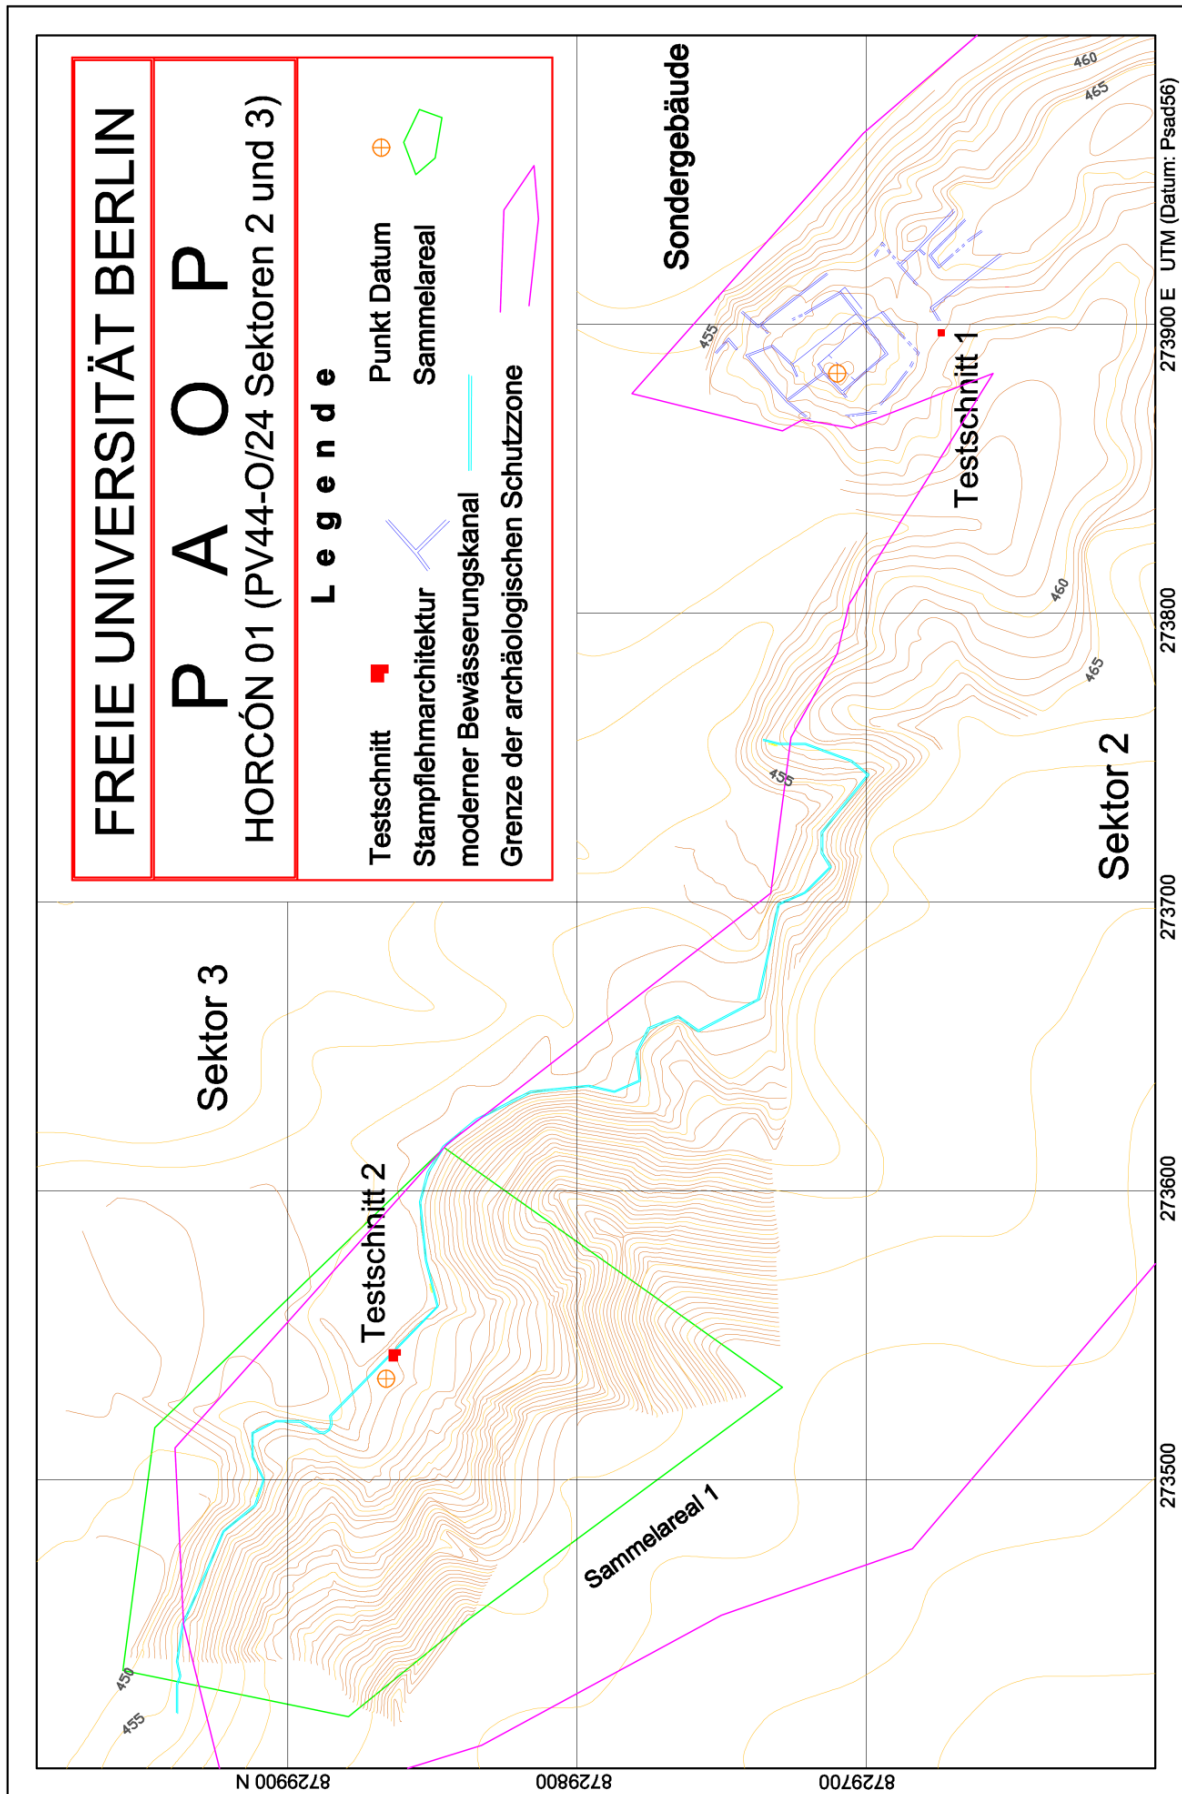 FREIE UNIVERSITÄT BERLIN
P A O P
HORCÓN 01 (PV44-O/24 Sektoren 2 und 3)
Legende
Testschnitt
Punkt Datum
Stampflehmarchitektur
Sammelareal
moderner Bewässerungskanal
Grenze der archäologischen Schutzzone
Sektor 3
Sondergebäude
Testschnitt 2
Testschnitt 1
Sammelareal 1
Sektor 2
450
455
455
455
460
465
460
465
8729900 N
8729800
8729700
273500
273600
273700
273800
273900 E
UTM (Datum: Psad56)